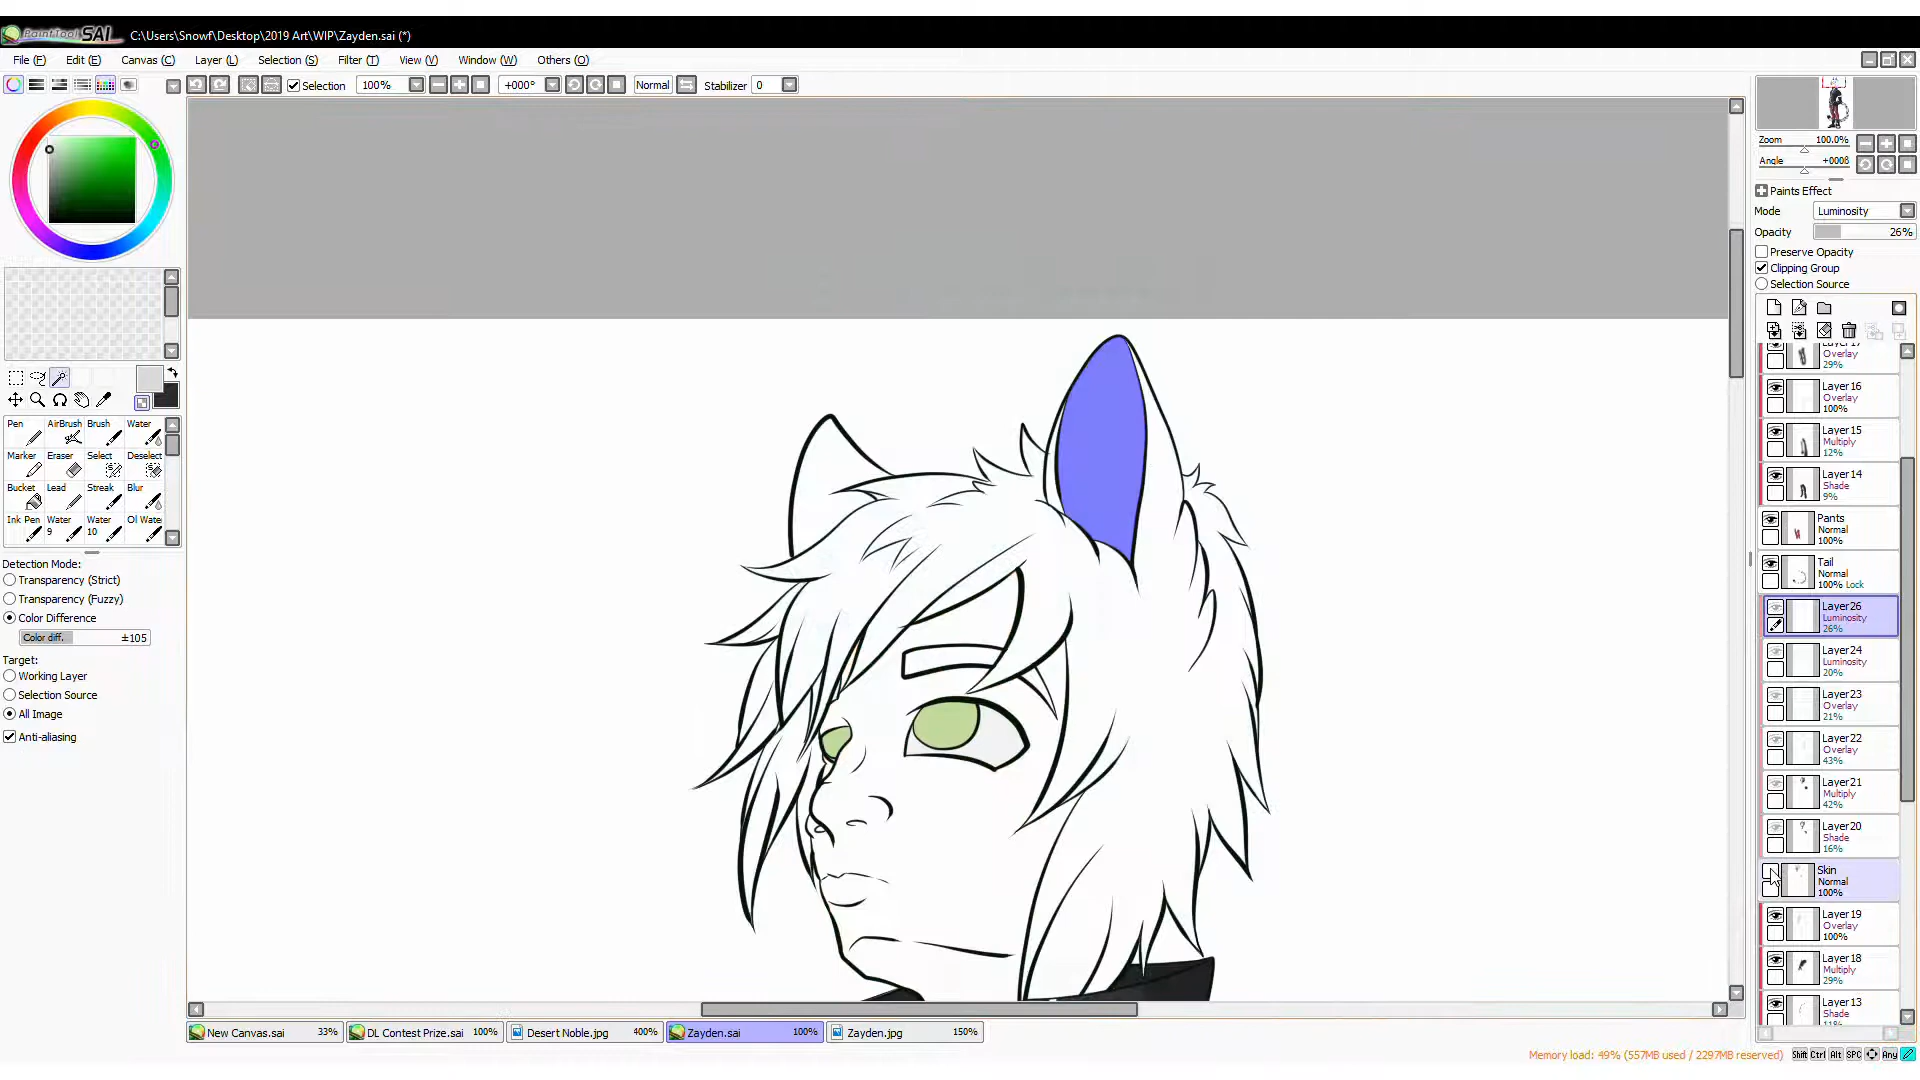 PaintTool SAI C:\Users\Snowf\Desktop\2019 Art\WIP\Zayden.sai (*)
File (F) Edit (E) Canvas (C) Layer (L) Selection (S) Filter (T) View (V) Window (W) Others (O)
Selection 100% +000° Normal Stabilizer 0
Zoom 100.0%
Angle
Paints Effect
Mode Luminosity
Opacity 26%
Preserve Opacity
Clipping Group
Selection Source
Pen AirBrush Brush Water
Marker Eraser Select Deselect
Bucket Lead Streak Blur
Ink Pen Water 9 Water 10 Oil Wate
Detection Mode:
Transparency (Strict)
Transparency (Fuzzy)
Color Difference
Color diff. ±105
Target:
Working Layer
Selection Source
All Image
Anti-aliasing
Layer17
Overlay
29%
Layer16
Overlay
100%
Layer15
Multiply
12%
Layer14
Shade
9%
Pants
Normal
100%
Tail
Normal
100% Lock
Layer26
Luminosity
26%
Layer24
Luminosity
20%
Layer23
Overlay
21%
Layer22
Overlay
43%
Layer21
Multiply
42%
Layer20
Shade
16%
Skin
Normal
100%
Layer19
Overlay
100%
Layer18
Multiply
29%
Layer13
Shade
11%
New Canvas.sai 33% DL Contest Prize.sai 100% Desert Noble.jpg 400% Zayden.sai 100% Zayden.jpg 150%
Memory load: 49% (557MB used / 2297MB reserved) Shift Ctrl Alt SPC Any